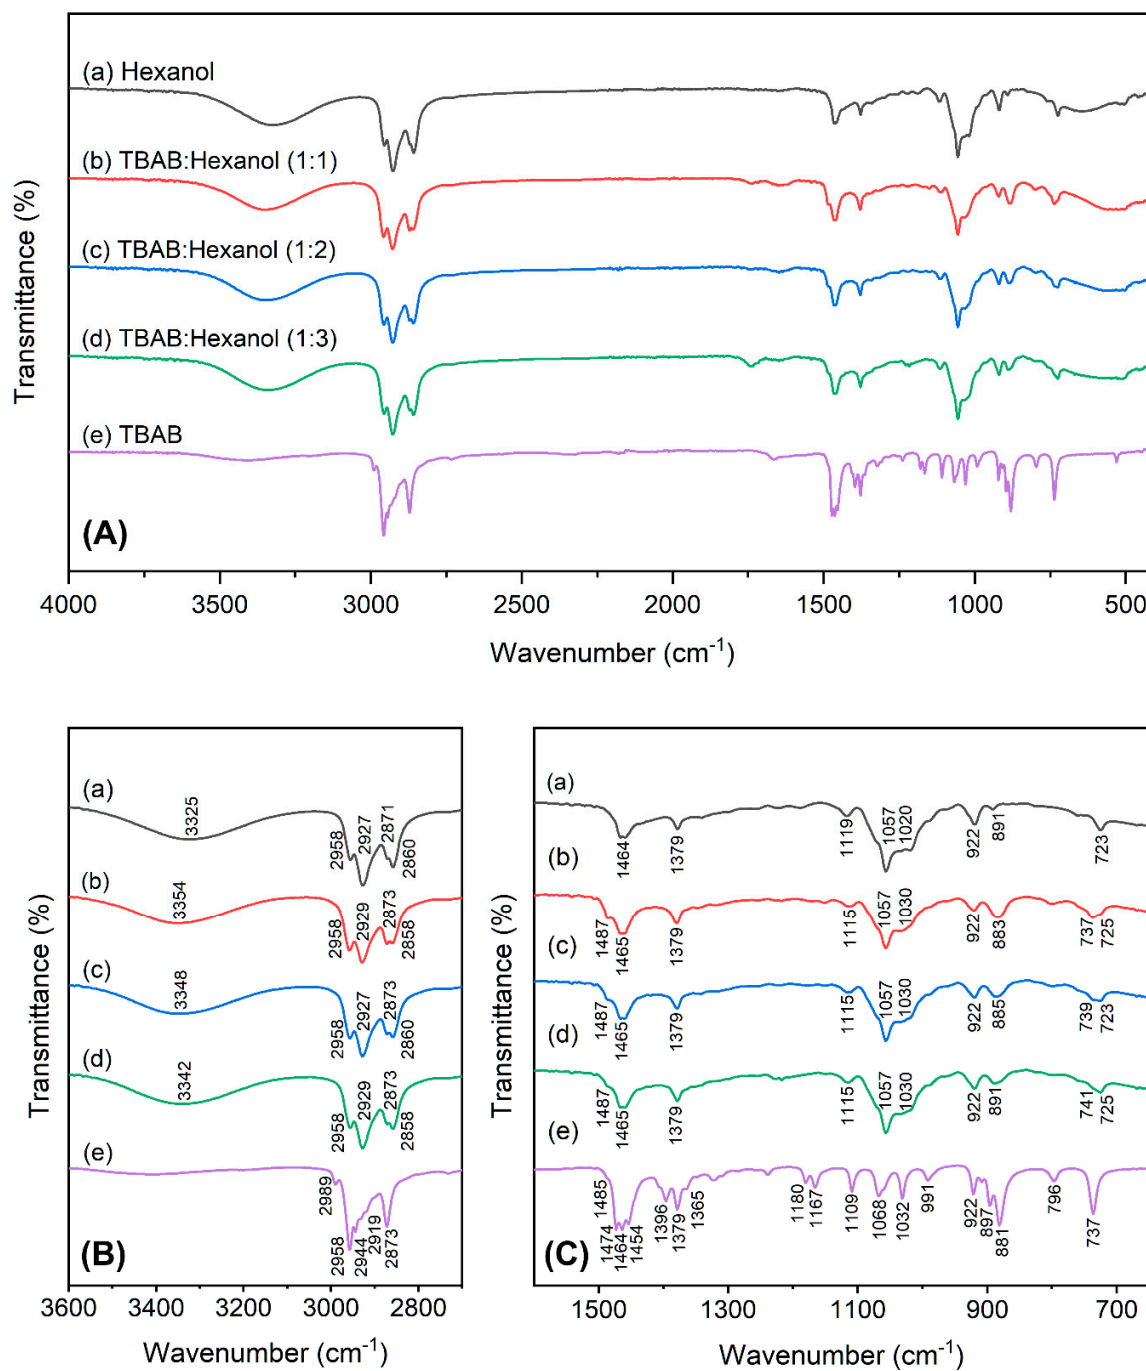 (a) Hexanol
(b) TBAB:Hexanol (1:1)
(c) TBAB:Hexanol (1:2)
(d) TBAB:Hexanol (1:3)
(e) TBAB
(A)
Transmittance (%)
4000 3500 3000 2500 2000 1500 1000 500
Wavenumber (cm-1)
(a)
3325
2958 2927 2871 2860
(b)
3354
2958 2929 2873 2858
(c)
3348
2958 2927 2873 2860
(d)
3342
2958 2929 2873 2858
(e)
2989 2958 2944 2919 2873
(B)
Transmittance (%)
3600 3400 3200 3000 2800
Wavenumber (cm-1)
(a)
1464 1379 1119 1057 1020 922 891 723
(b)
1487 1465 1379 1115 1057 1030 922 883 737 725
(c)
1487 1465 1379 1115 1057 1030 922 885 739 723
(d)
1487 1465 1379 1115 1057 1030 922 891 741 725
(e)
1485 1474 1464 1454 1396 1379 1365 1180 1167 1109 1068 1032 991 922 897 881 796 737
(C)
Transmittance (%)
1500 1300 1100 900 700
Wavenumber (cm-1)